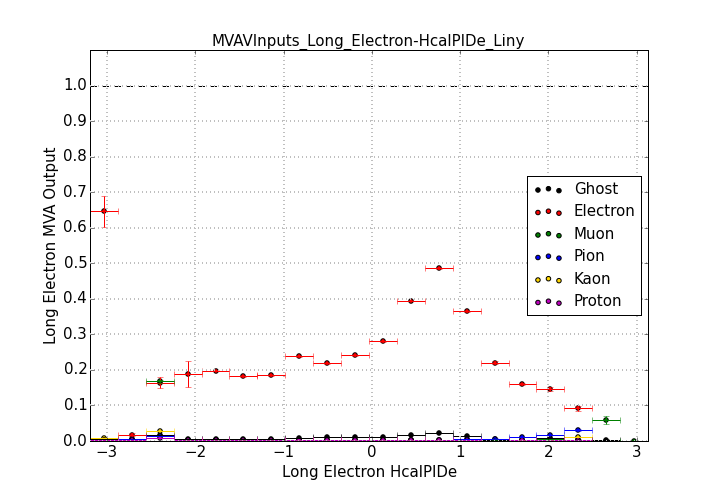 MVAVInputs_Long_Electron-HcalPIDe_Liny
Long Electron MVA Output
1.0
0.9
0.8
0.7
0.6
0.5
0.4
0.3
0.2
0.1
0.0
Ghost
Electron
Muon
Pion
Kaon
Proton
−3 −2 −1 0 1 2 3
Long Electron HcalPIDe